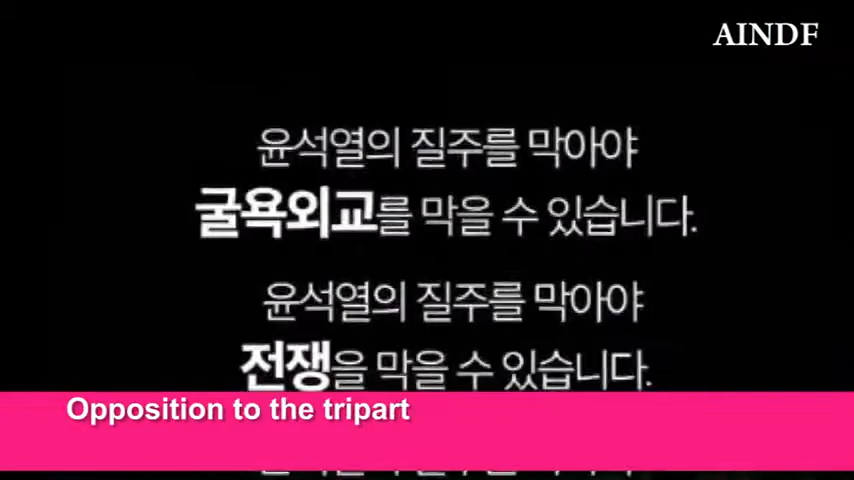 AINDF
윤석열의 질주를 막아야
굴욕외교를 막을 수 있습니다.
윤석열의 질주를 막아야
전쟁을 막을 수 있습니다.
Opposition to the tripart